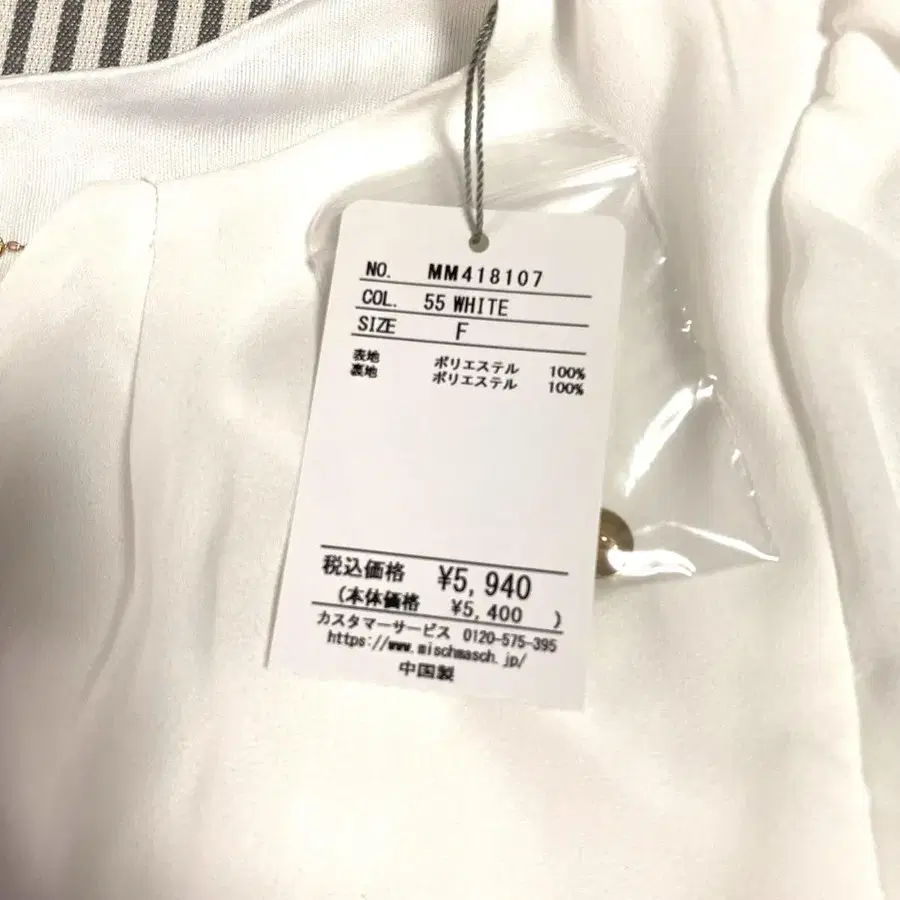 NO. MM418107
COL. 55 WHITE
SIZE F
表地 ポリエステル 100%
裏地 ポリエステル 100%
税込価格 ¥5,940
(本体価格 ¥5,400 )
カスタマーサービス 0120-575-395
https://www.mischmasch.jp/
中国製